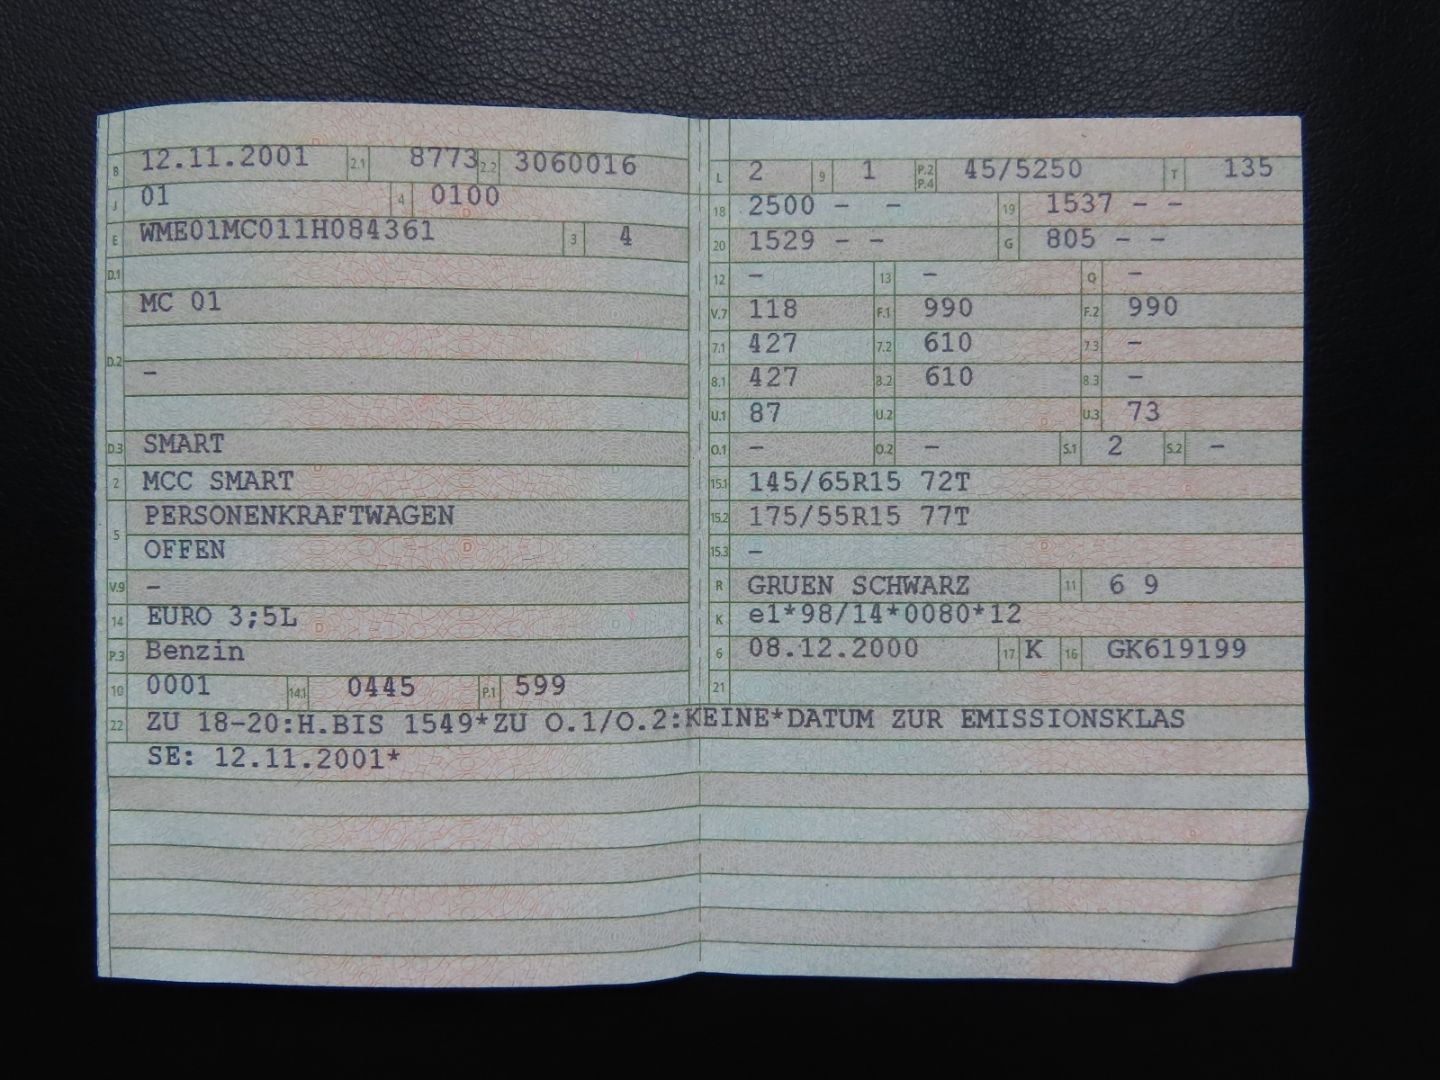 B 12.11.2001 2.1 8773 2.2 3060016
J 01 4 0100
E WME01MC011H084361 3 4
D.1
MC 01
D.2
–
D.3 SMART
2 MCC SMART
5 PERSONENKRAFTWAGEN
OFFEN
V.9 –
14 EURO 3;5L
P.3 Benzin
10 0001 14.1 0445 P.1 599
L 2 9 1 P.2 P.4 45/5250 T 135
18 2500 – – 19 1537 – –
20 1529 – – G 805 – –
12 – 13 – Q –
V.7 118 F.1 990 F.2 990
7.1 427 7.2 610 7.3 –
8.1 427 8.2 610 8.3 –
U.1 87 U.2 U.3 73
O.1 – O.2 – S.1 2 S.2 –
15.1 145/65R15 72T
15.2 175/55R15 77T
15.3 –
R GRUEN SCHWARZ 11 6 9
K e1*98/14*0080*12
6 08.12.2000 17 K 16 GK619199
21
22 ZU 18-20:H.BIS 1549*ZU O.1/O.2:KEINE*DATUM ZUR EMISSIONSKLAS
SE: 12.11.2001*